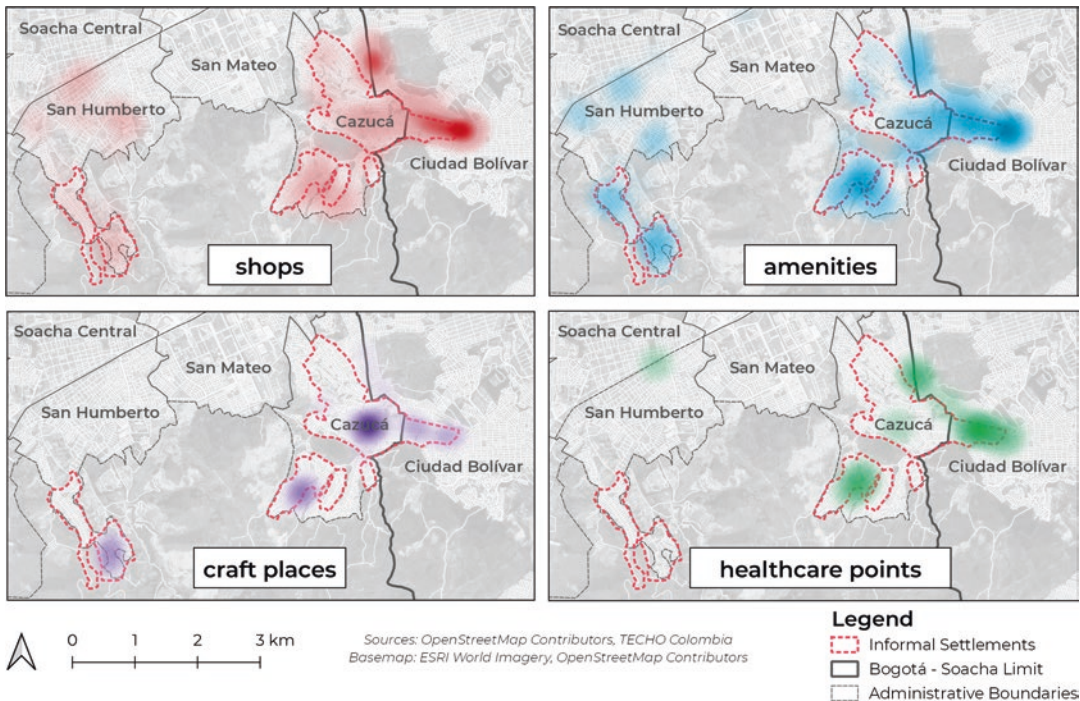 Soacha Central
San Mateo
San Humberto
Cazucá
Ciudad Bolívar
shops
Soacha Central
San Mateo
San Humberto
Cazucá
Ciudad Bolívar
amenities
Soacha Central
San Mateo
San Humberto
Cazucá
Ciudad Bolívar
craft places
Soacha Central
San Mateo
San Humberto
Cazucá
Ciudad Bolívar
healthcare points
0 1 2 3 km
Sources: OpenStreetMap Contributors, TECHO Colombia
Basemap: ESRI World Imagery, OpenStreetMap Contributors
Legend
Informal Settlements
Bogotá - Soacha Limit
Administrative Boundaries